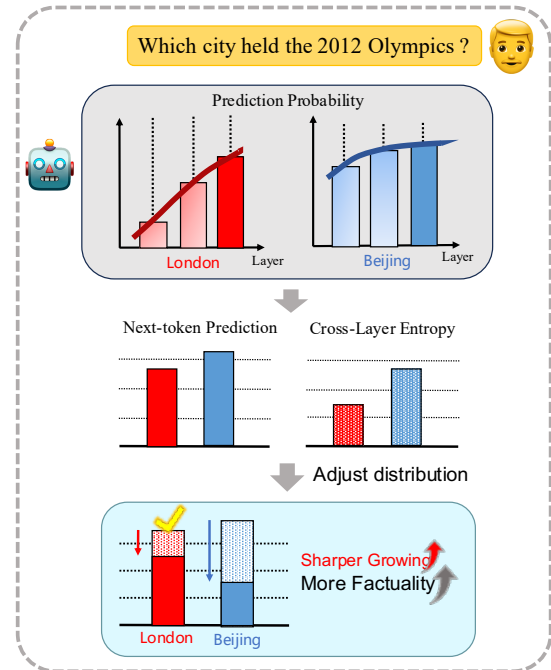 Which city held the 2012 Olympics ?
Prediction Probability
London
Layer
Beijing
Layer
Next-token Prediction
Cross-Layer Entropy
Adjust distribution
Sharper Growing
More Factuality
London
Beijing